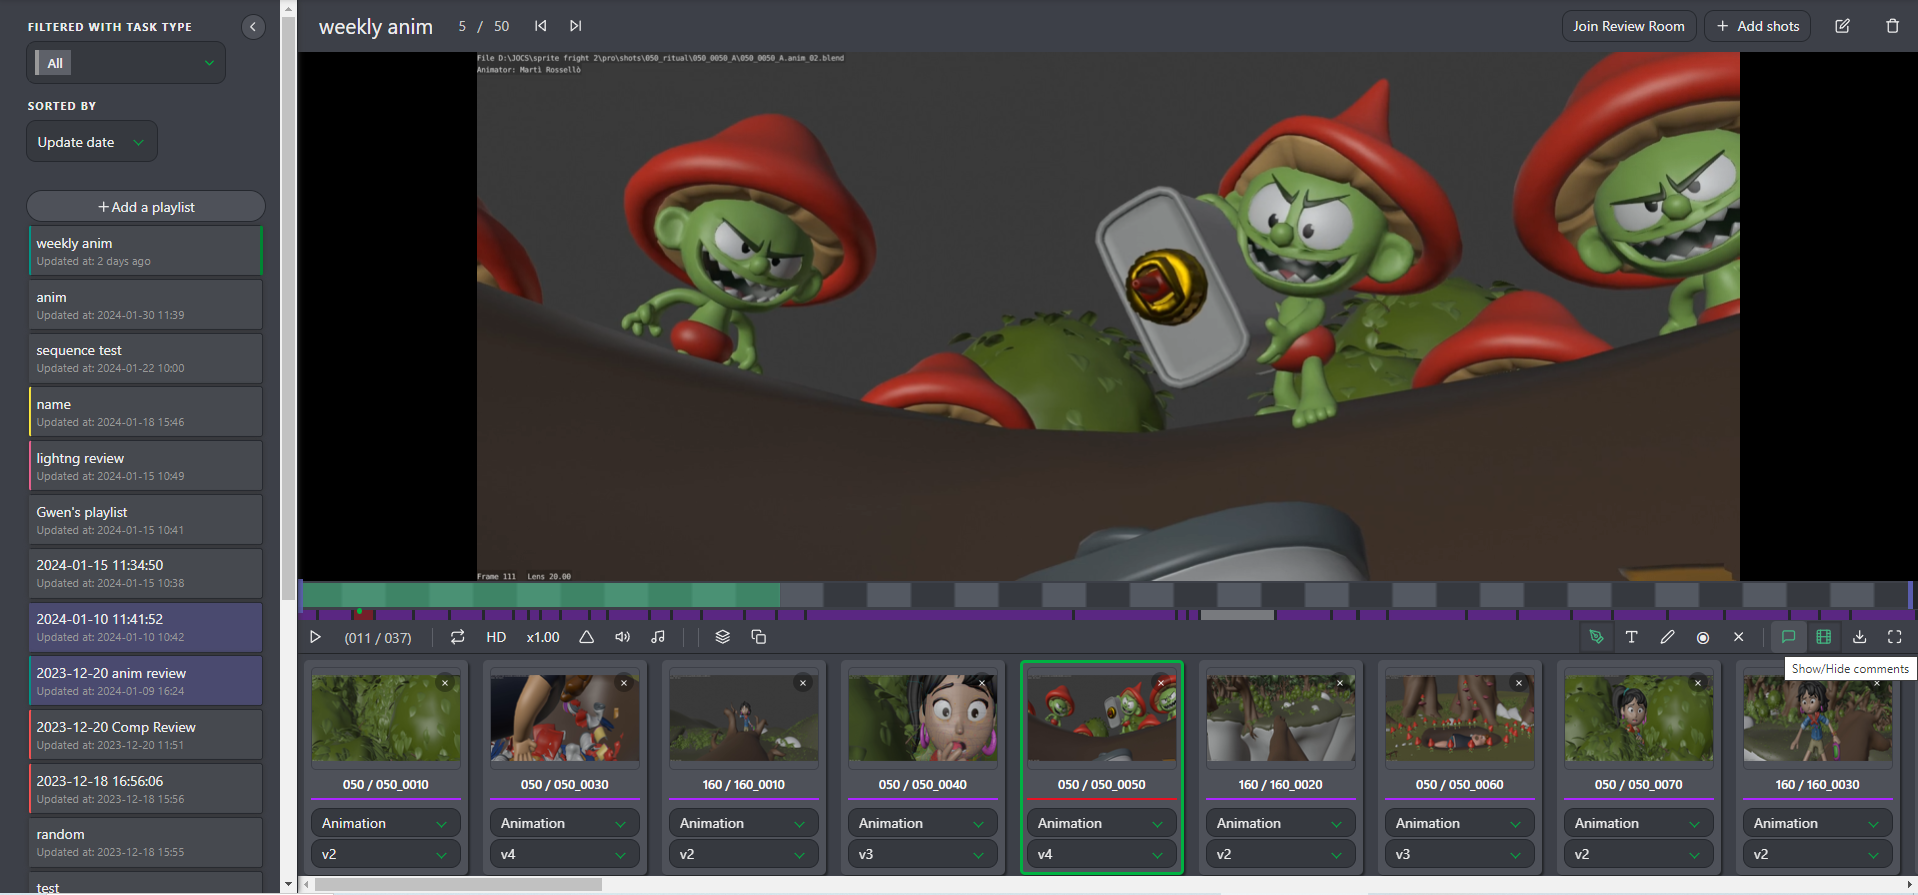 FILTERED WITH TASK TYPE
All
SORTED BY
Update date
+ Add a playlist
weekly anim
Updated at: 2 days ago
anim
Updated at: 2024-01-30 11:39
sequence test
Updated at: 2024-01-22 10:00
name
Updated at: 2024-01-18 15:46
lightng review
Updated at: 2024-01-15 10:49
Gwen's playlist
Updated at: 2024-01-15 10:41
2024-01-15 11:34:50
Updated at: 2024-01-15 10:38
2024-01-10 11:41:52
Updated at: 2024-01-10 10:42
2023-12-20 anim review
Updated at: 2024-01-09 16:24
2023-12-20 Comp Review
Updated at: 2023-12-20 11:51
2023-12-18 16:56:06
Updated at: 2023-12-18 15:56
random
Updated at: 2023-12-18 15:55
test
weekly anim 5 / 50
Join Review Room
+ Add shots
File D:\JOCS\sprite fright 2\pro\shots\050_ritual\050_0050_A\050_0050_A.anim_02.blend
Animator: Martì Rossellò
Frame 111 Lens 20.00
(011 / 037)
HD
x1.00
T
Show/Hide comments
050 / 050_0010
Animation
v2
050 / 050_0030
Animation
v4
160 / 160_0010
Animation
v2
050 / 050_0040
Animation
v3
050 / 050_0050
Animation
v4
160 / 160_0020
Animation
v2
050 / 050_0060
Animation
v3
050 / 050_0070
Animation
v2
160 / 160_0030
Animation
v2